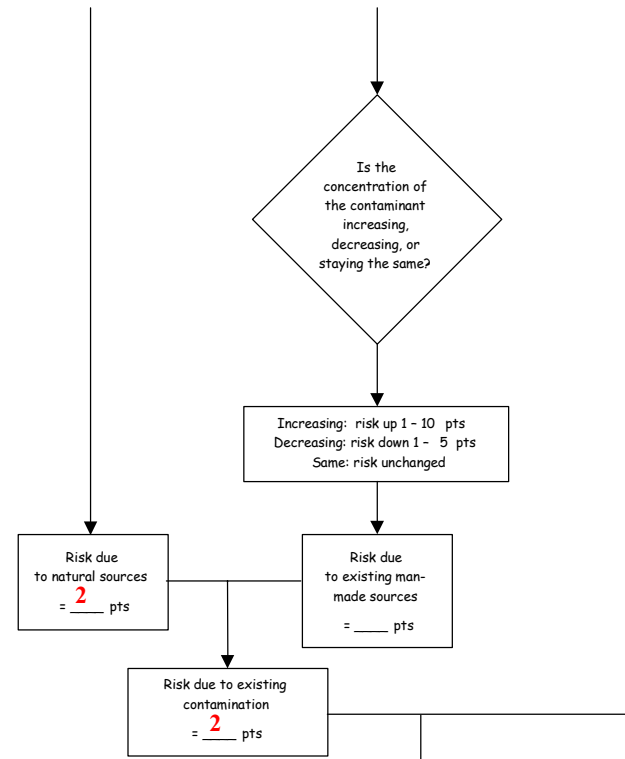 Is the
concentration of
the contaminant
increasing,
decreasing, or
staying the same?
Increasing: risk up 1 – 10 pts
Decreasing: risk down 1 – 5 pts
Same: risk unchanged
Risk due
to natural sources
= 2 pts
Risk due
to existing man-
made sources
= ____ pts
Risk due to existing
contamination
= 2 pts